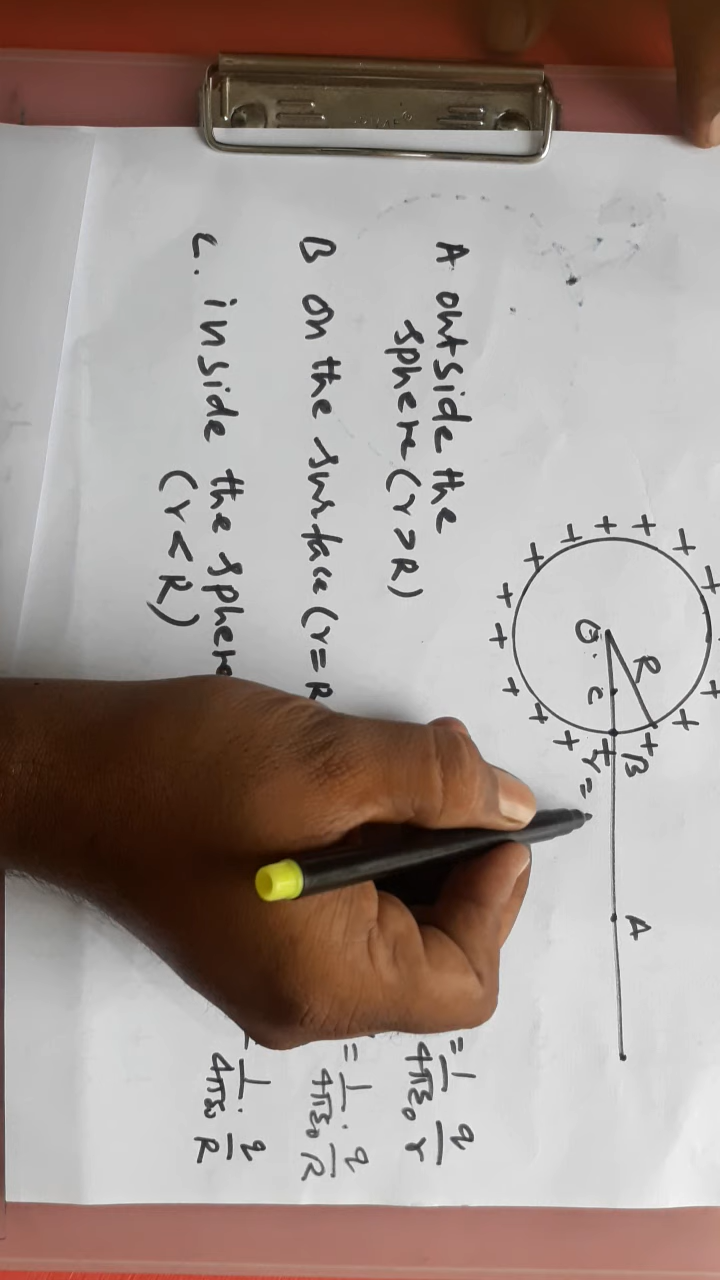 + + + + + + + + + + + + + + + +
R
O . C B A
r =
A outside the = 1/4πε₀ q/r
sphere (r > R)
B on the surface (r = R = 1/4πε₀ . q/R
C. inside the sphere = 1/4πε₀ . q/R
(r < R)